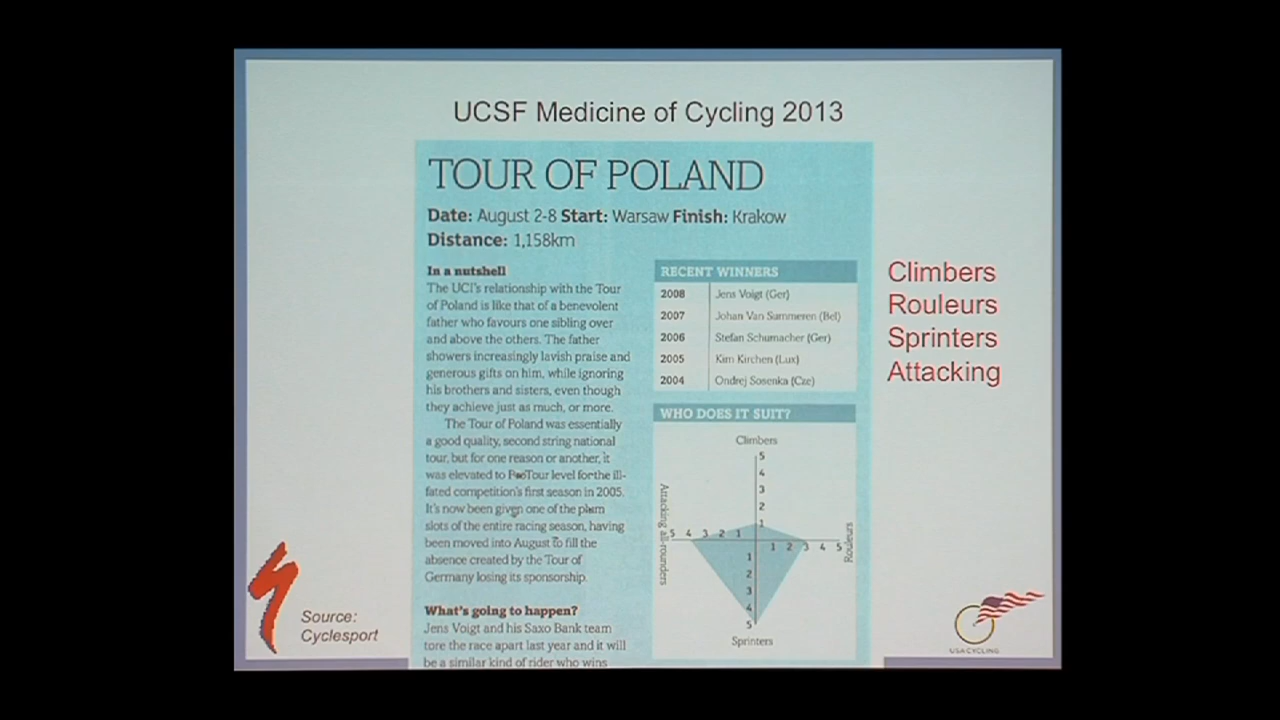 UCSF Medicine of Cycling 2013
TOUR OF POLAND
Date: August 2-8 Start: Warsaw Finish: Krakow
Distance: 1,158km
In a nutshell
The UCI's relationship with the Tour
of Poland is like that of a benevolent
father who favours one sibling over
and above the others. The father
showers increasingly lavish praise and
generous gifts on him, while ignoring
his brothers and sisters, even though
they achieve just as much, or more.
The Tour of Poland was essentially
a good quality, second string national
tour, but for one reason or another, it
was elevated to ProTour level for the ill-
fated competition's first season in 2005.
It's now been given one of the plum
slots of the entire racing season, having
been moved into August to fill the
absence created by the Tour of
Germany losing its sponsorship.
What's going to happen?
Jens Voigt and his Saxo Bank team
tore the race apart last year and it will
be a similar kind of rider who wins
RECENT WINNERS
2008 Jens Voigt (Ger)
2007 Johan Van Summeren (Bel)
2006 Stefan Schumacher (Ger)
2005 Kim Kirchen (Lux)
2004 Ondrej Sosenka (Cze)
WHO DOES IT SUIT?
Climbers
5
4
3
2
1
Attacking all-rounders
5 4 3 2 1
1 2 3 4 5
Rouleurs
1
2
3
4
5
Sprinters
Climbers
Rouleurs
Sprinters
Attacking
Source:
Cyclesport
USA CYCLING